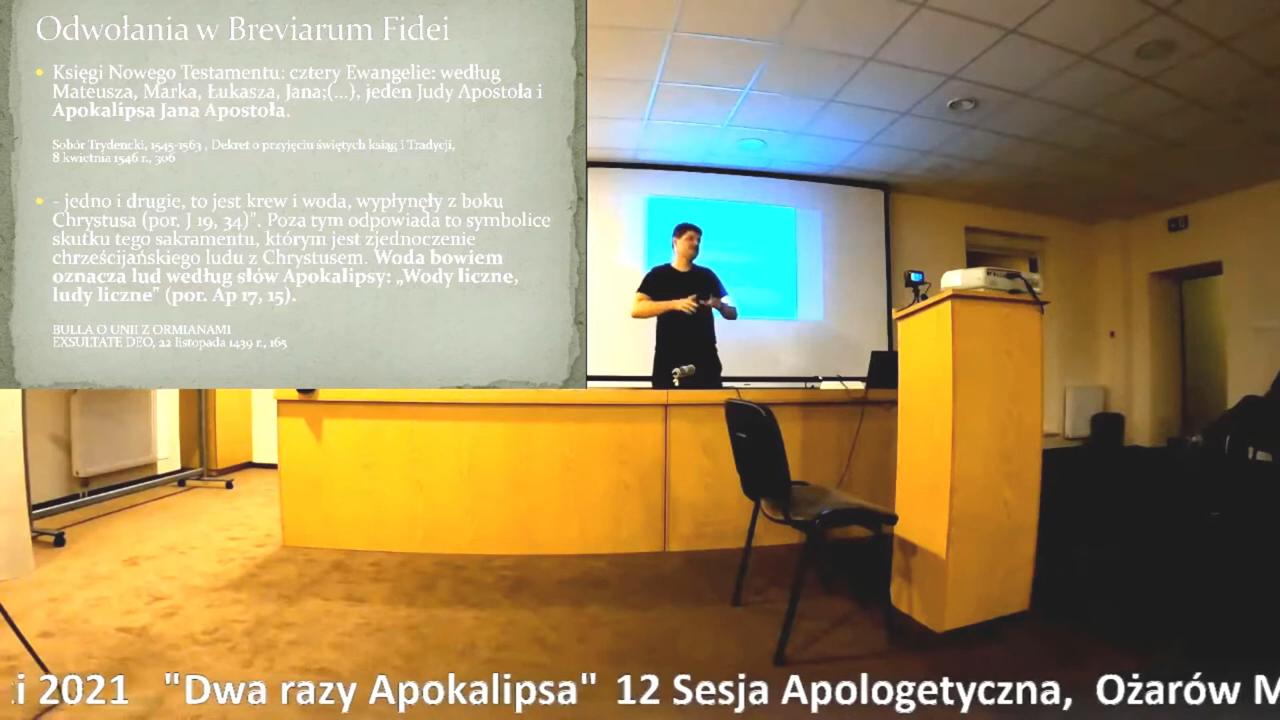 Odwołania w Breviarum Fidei
Księgi Nowego Testamentu: cztery Ewangelie: według
Mateusza, Marka, Łukasza, Jana;(...), jeden Judy Apostoła i
Apokalipsa Jana Apostoła.
Sobór Trydencki, 1545-1563 , Dekret o przyjęciu świętych ksiąg i Tradycji,
8 kwietnia 1546 r., 306
- jedno i drugie, to jest krew i woda, wypłynęły z boku
Chrystusa (por. J 19, 34)”. Poza tym odpowiada to symbolice
skutku tego sakramentu, którym jest zjednoczenie
chrześcijańskiego ludu z Chrystusem. Woda bowiem
oznacza lud według słów Apokalipsy: „Wody liczne,
ludy liczne” (por. Ap 17, 15).
BULLA O UNII Z ORMIANAMI
EXSULTATE DEO, 22 listopada 1439 r., 165
i 2021 "Dwa razy Apokalipsa" 12 Sesja Apologetyczna, Ożarów M